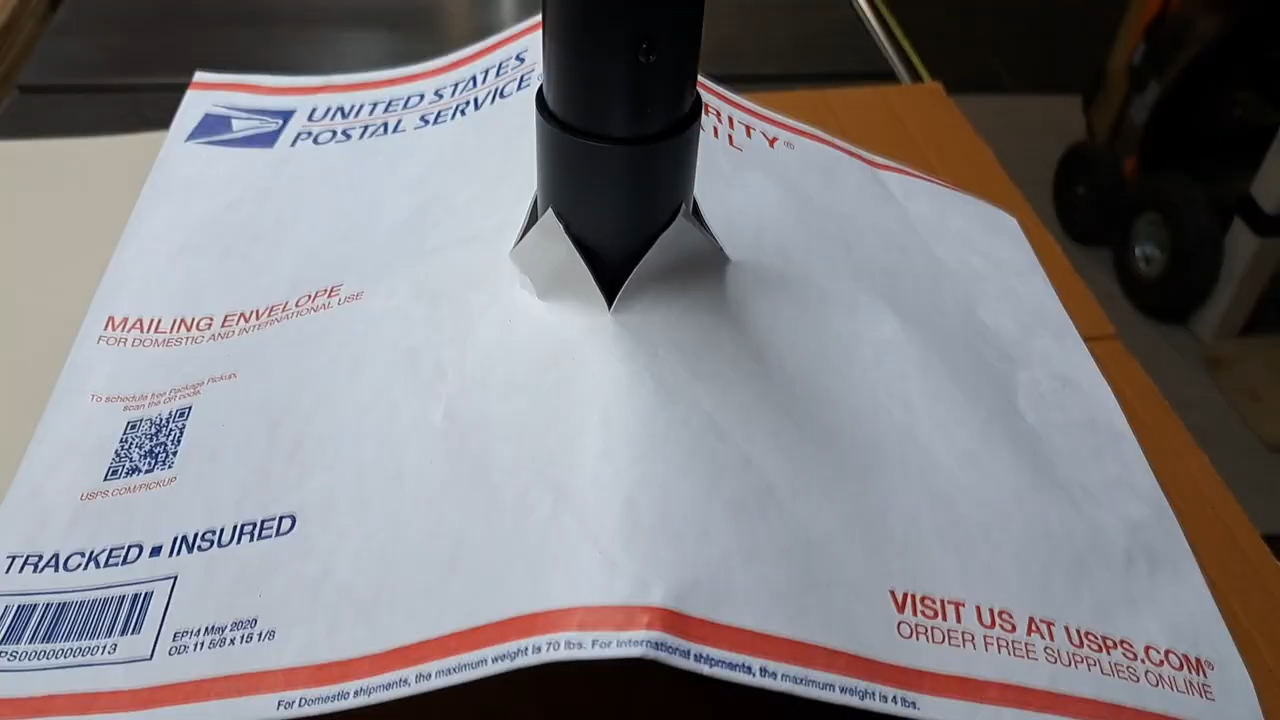 UNITED STATES
POSTAL SERVICE®
RITY®
IL
MAILING ENVELOPE
FOR DOMESTIC AND INTERNATIONAL USE
To schedule free Package Pickup,
scan the QR code.
USPS.COM/PICKUP
TRACKED ■ INSURED
PS00000000013
EP14 May 2020
OD: 11 5/8 x 15 1/8
VISIT US AT USPS.COM®
ORDER FREE SUPPLIES ONLINE
For Domestic shipments, the maximum weight is 70 lbs. For International shipments, the maximum weight is 4 lbs.